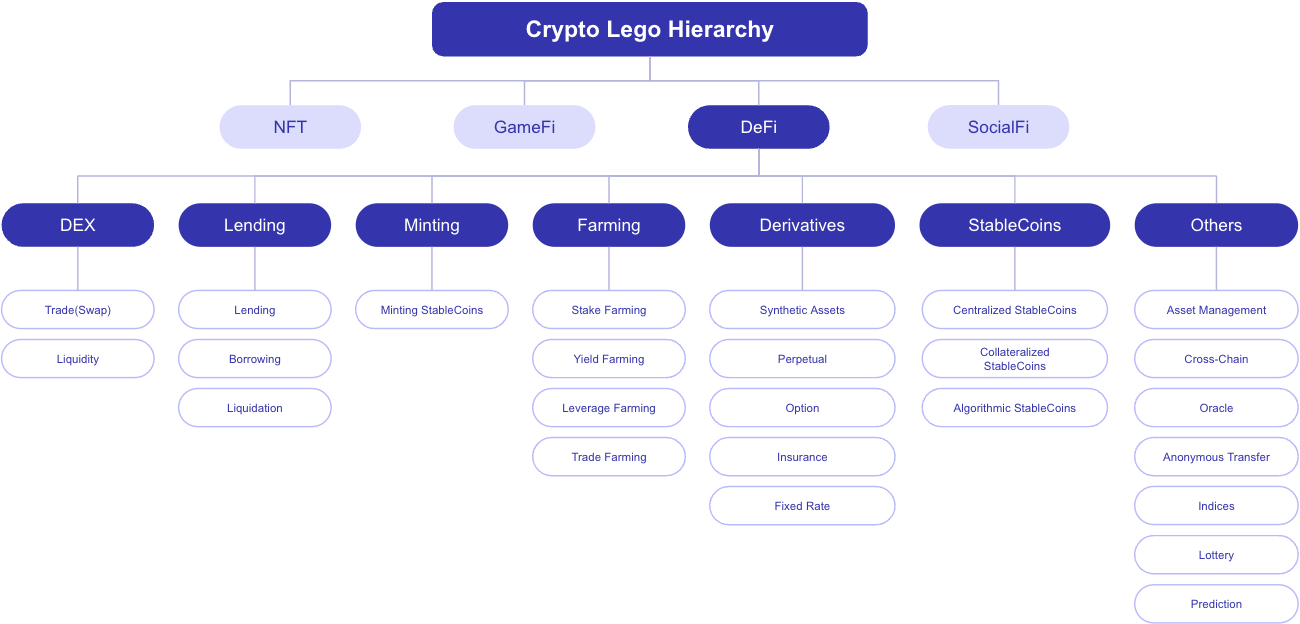 Crypto Lego Hierarchy
NFT
GameFi
DeFi
SocialFi
DEX
Lending
Minting
Farming
Derivatives
StableCoins
Others
Trade(Swap)
Liquidity
Lending
Borrowing
Liquidation
Minting StableCoins
Stake Farming
Yield Farming
Leverage Farming
Trade Farming
Synthetic Assets
Perpetual
Option
Insurance
Fixed Rate
Centralized StableCoins
Collateralized
StableCoins
Algorithmic StableCoins
Asset Management
Cross-Chain
Oracle
Anonymous Transfer
Indices
Lottery
Prediction